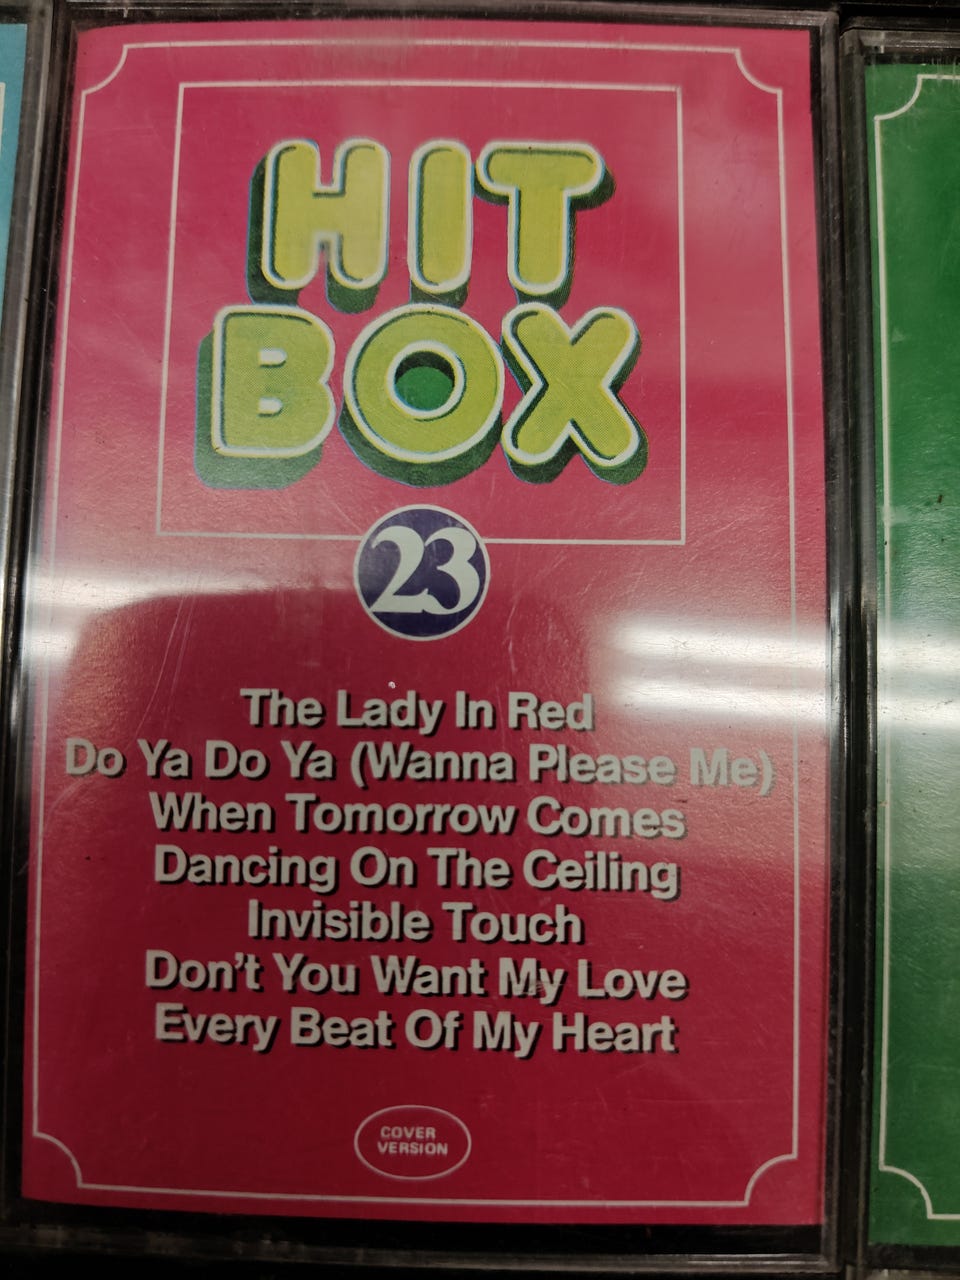 HIT
BOX
23
The Lady In Red
Do Ya Do Ya (Wanna Please Me)
When Tomorrow Comes
Dancing On The Ceiling
Invisible Touch
Don't You Want My Love
Every Beat Of My Heart
COVER
VERSION